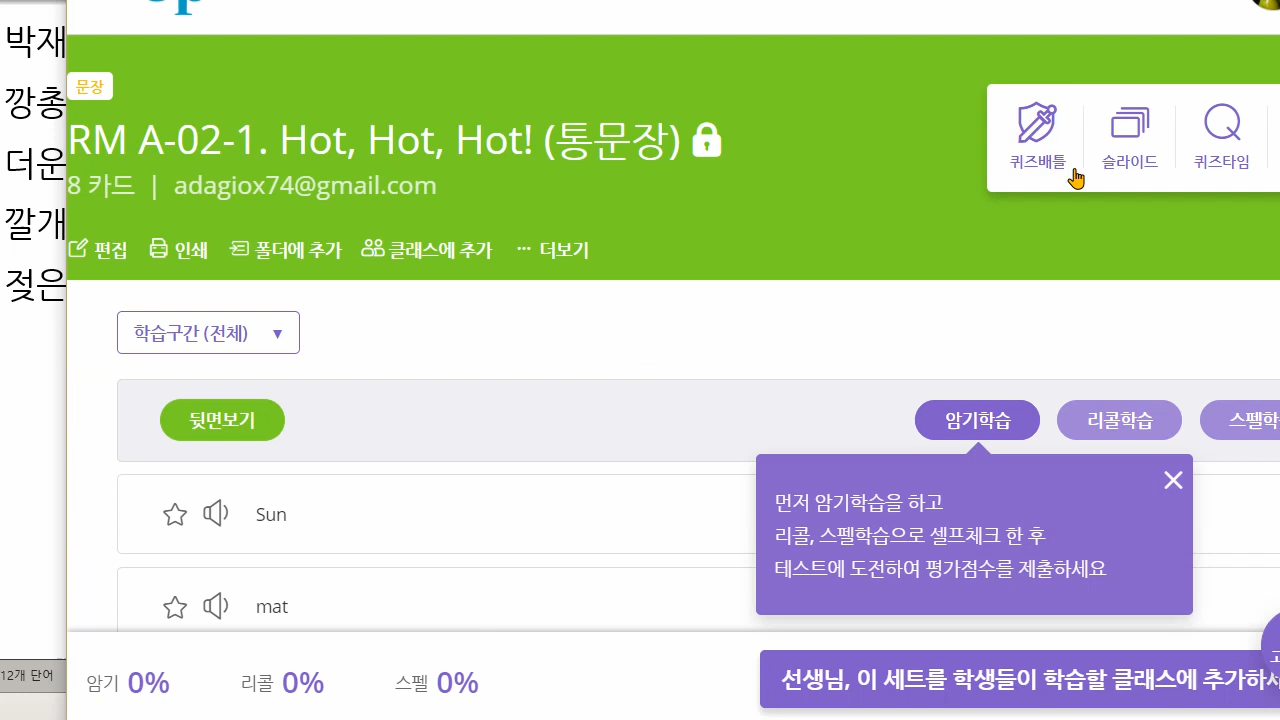 박재
깡총
더운
깔개
젖은
12개 단어
문장
RM A-02-1. Hot, Hot, Hot! (통문장)
8 카드 | adagiox74@gmail.com
편집 인쇄 폴더에 추가 클래스에 추가 ··· 더보기
퀴즈배틀 슬라이드 퀴즈타임
학습구간 (전체) ▼
뒷면보기 암기학습 리콜학습 스펠학
먼저 암기학습을 하고
리콜, 스펠학습으로 셀프체크 한 후
테스트에 도전하여 평가점수를 제출하세요
Sun
mat
암기 0% 리콜 0% 스펠 0%
선생님, 이 세트를 학생들이 학습할 클래스에 추가하